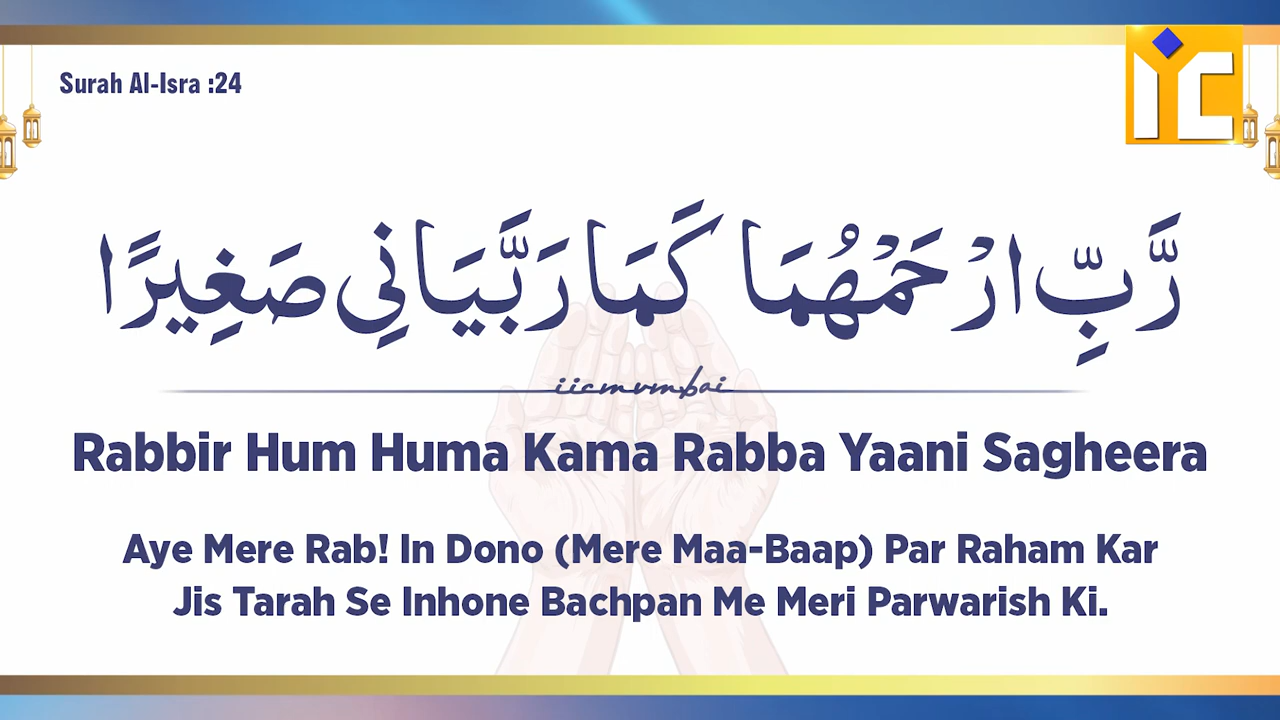 Surah Al-Isra :24
IYC
رَّبِّ ارْحَمْهُمَا كَمَا رَبَّيَانِي صَغِيرًا
iicmumbai
Rabbir Hum Huma Kama Rabba Yaani Sagheera
Aye Mere Rab! In Dono (Mere Maa-Baap) Par Raham Kar
Jis Tarah Se Inhone Bachpan Me Meri Parwarish Ki.